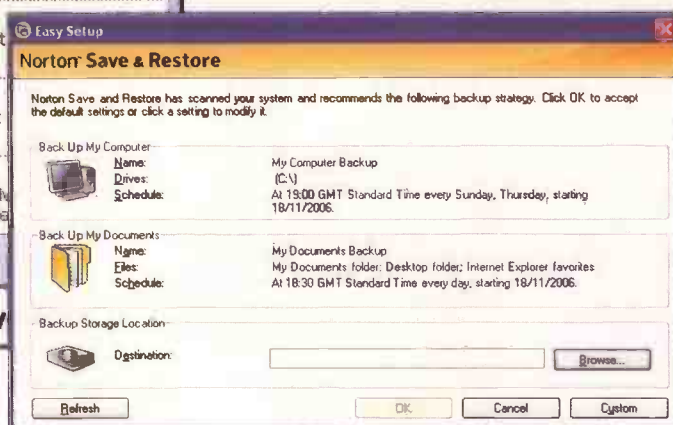 Easy Setup
Norton Save & Restore
Norton Save and Restore has scanned your system and recommends the following backup strategy. Click OK to accept
the default settings or click a setting to modify it.
Back Up My Computer
Name: My Computer Backup
Drives: (C:\)
Schedule: At 19:00 GMT Standard Time every Sunday, Thursday, starting
18/11/2006.
Back Up My Documents
Name: My Documents Backup
Files: My Documents folder; Desktop folder; Internet Explorer favorites
Schedule: At 18:30 GMT Standard Time every day, starting 18/11/2006.
Backup Storage Location
Destination: Browse...
Refresh OK Cancel Custom